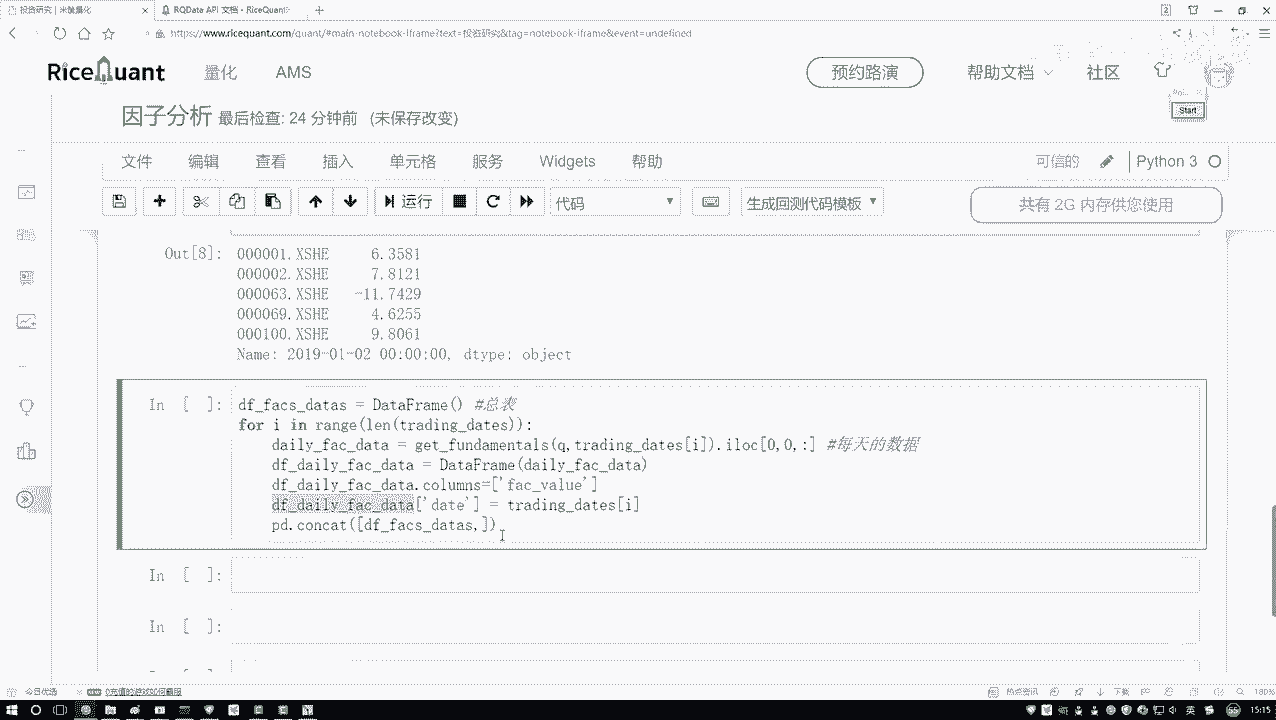 投资研究 | 米筐量化
RQData API 文档 - RiceQuant
https://www.ricequant.com/quant/#main-notebook-iframe?text=投资研究&tag=notebook-iframe&event=undefined
RiceQuant 量化 AMS 预约路演 帮助文档 社区
因子分析 最后检查: 24 分钟前 (未保存改变)
Start
文件 编辑 查看 插入 单元格 服务 Widgets 帮助 可信的 Python 3
运行 代码 生成回测代码模板 共有 2G 内存供您使用
Out[8]: 000001.XSHE 6.3581
000002.XSHE 7.8121
000063.XSHE -11.7429
000069.XSHE 4.6255
000100.XSHE 9.8061
Name: 2019-01-02 00:00:00, dtype: object
In [ ]: df_facs_datas = DataFrame() #总表
for i in range(len(trading_dates)):
daily_fac_data = get_fundamentals(q,trading_dates[i]).iloc[0,0,:] #每天的数据
df_daily_fac_data = DataFrame(daily_fac_data)
df_daily_fac_data.columns=['fac_value']
df_daily_fac_data['date'] = trading_dates[i]
pd.concat([df_facs_datas,])
In [ ]:
In [ ]:
今日优选 热点资讯 下载 180%
英 15:15